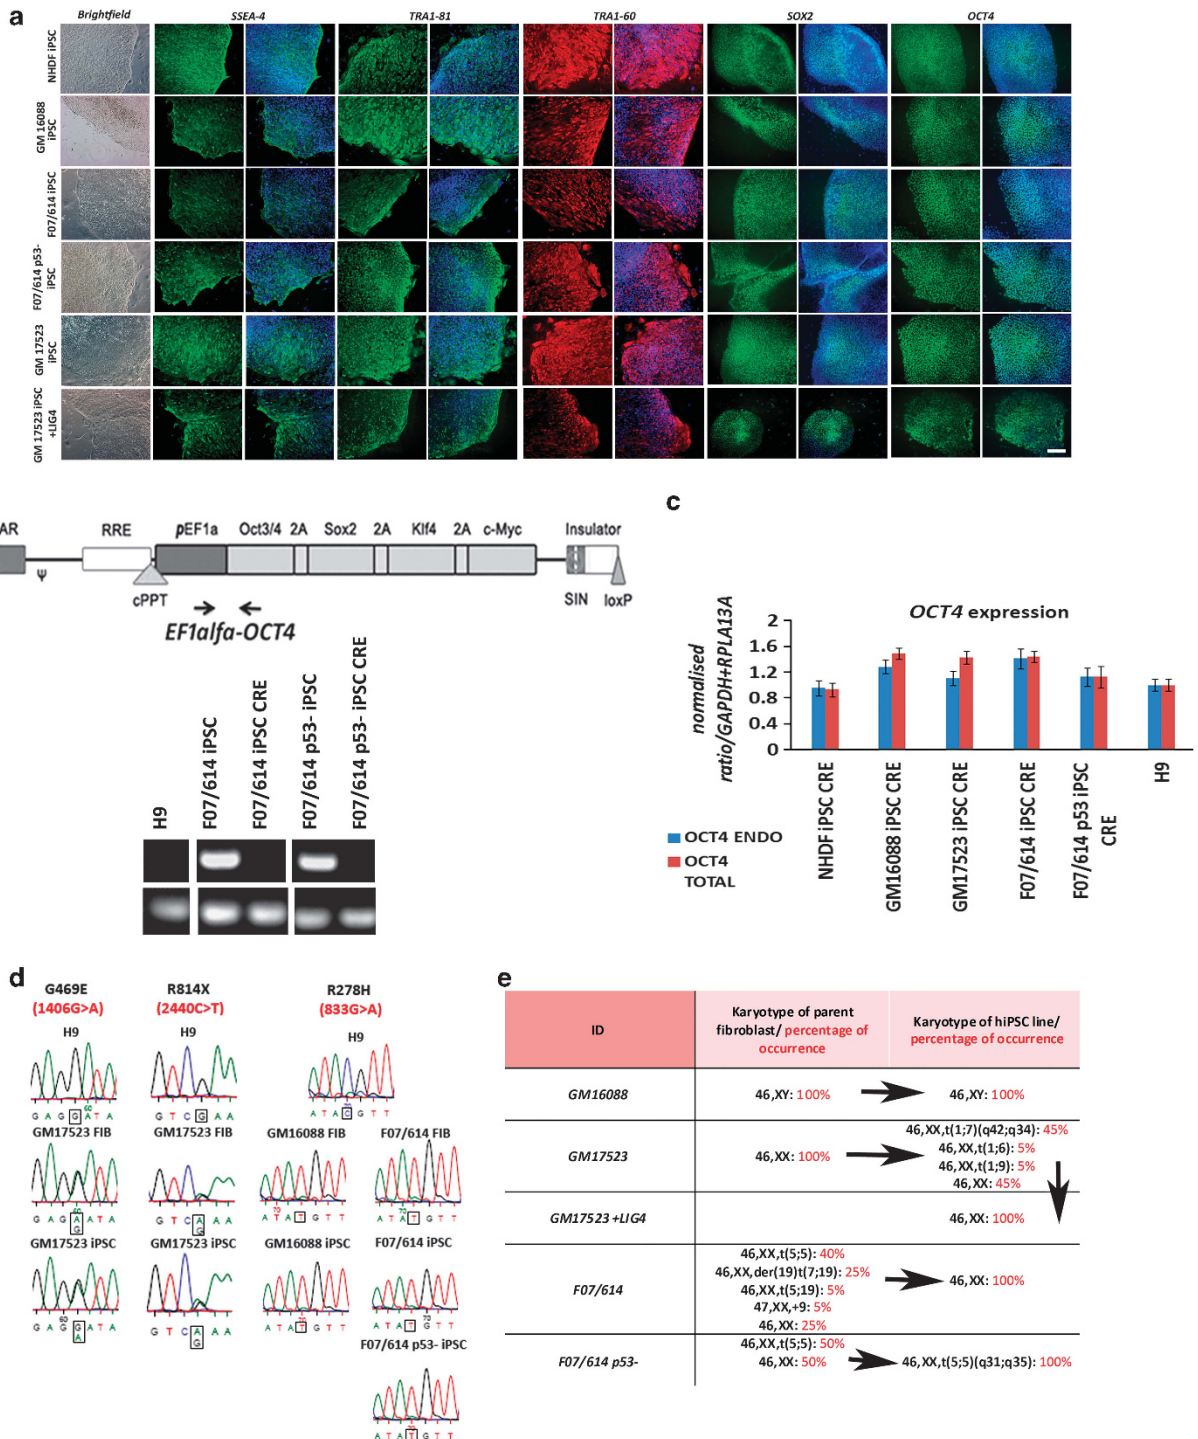 a
Brightfield SSEA-4 TRA1-81 TRA1-60 SOX2 OCT4
NHDF iPSC
GM 16088
iPSC
F07/614 iPSC
F07/614 p53-
iPSC
GM 17523
iPSC
GM 17523 iPSC
+LIG4
AR RRE pEF1a Oct3/4 2A Sox2 2A Klf4 2A c-Myc Insulator
Ψ
cPPT SIN loxP
EF1alfa-OCT4
H9
F07/614 iPSC
F07/614 iPSC CRE
F07/614 p53- iPSC
F07/614 p53- iPSC CRE
c
OCT4 expression
normalised
ratio/GAPDH+RPLA13A
2
1.6
1.2
0.8
0.4
0
NHDF iPSC CRE
GM16088 iPSC CRE
GM17523 iPSC CRE
F07/614 iPSC CRE
F07/614 p53 iPSC
CRE
H9
OCT4 ENDO
OCT4
TOTAL
d
G469E R814X R278H
(1406G>A) (2440C>T) (833G>A)
H9 H9 H9
60
G A G G A T A G T C G A A A T A C G T T
GM17523 FIB GM17523 FIB GM16088 FIB F07/614 FIB
60 70 70
G A G A A T A G T C A A A A T A T G T T A T A T G T T
G G
GM17523 iPSC GM17523 iPSC GM16088 iPSC F07/614 iPSC
60 70 70
G A G G A T A G T C A A A A T A T G T T A T A T G T T
A G
F07/614 p53- iPSC
70
A T A T G T T
e
ID
Karyotype of parent
fibroblast/ percentage of
occurrence
Karyotype of hiPSC line/
percentage of occurrence
GM16088 46,XY: 100% 46,XY: 100%
GM17523 46,XX: 100%
46,XX,t(1;7)(q42;q34): 45%
46,XX,t(1;6): 5%
46,XX,t(1;9): 5%
46,XX: 45%
GM17523 +LIG4 46,XX: 100%
F07/614
46,XX,t(5;5): 40%
46,XX,der(19)t(7;19): 25%
46,XX,t(5;19): 5%
47,XX,+9: 5%
46,XX: 25%
46,XX: 100%
F07/614 p53-
46,XX,t(5;5): 50%
46,XX: 50%
46,XX,t(5;5)(q31;q35): 100%